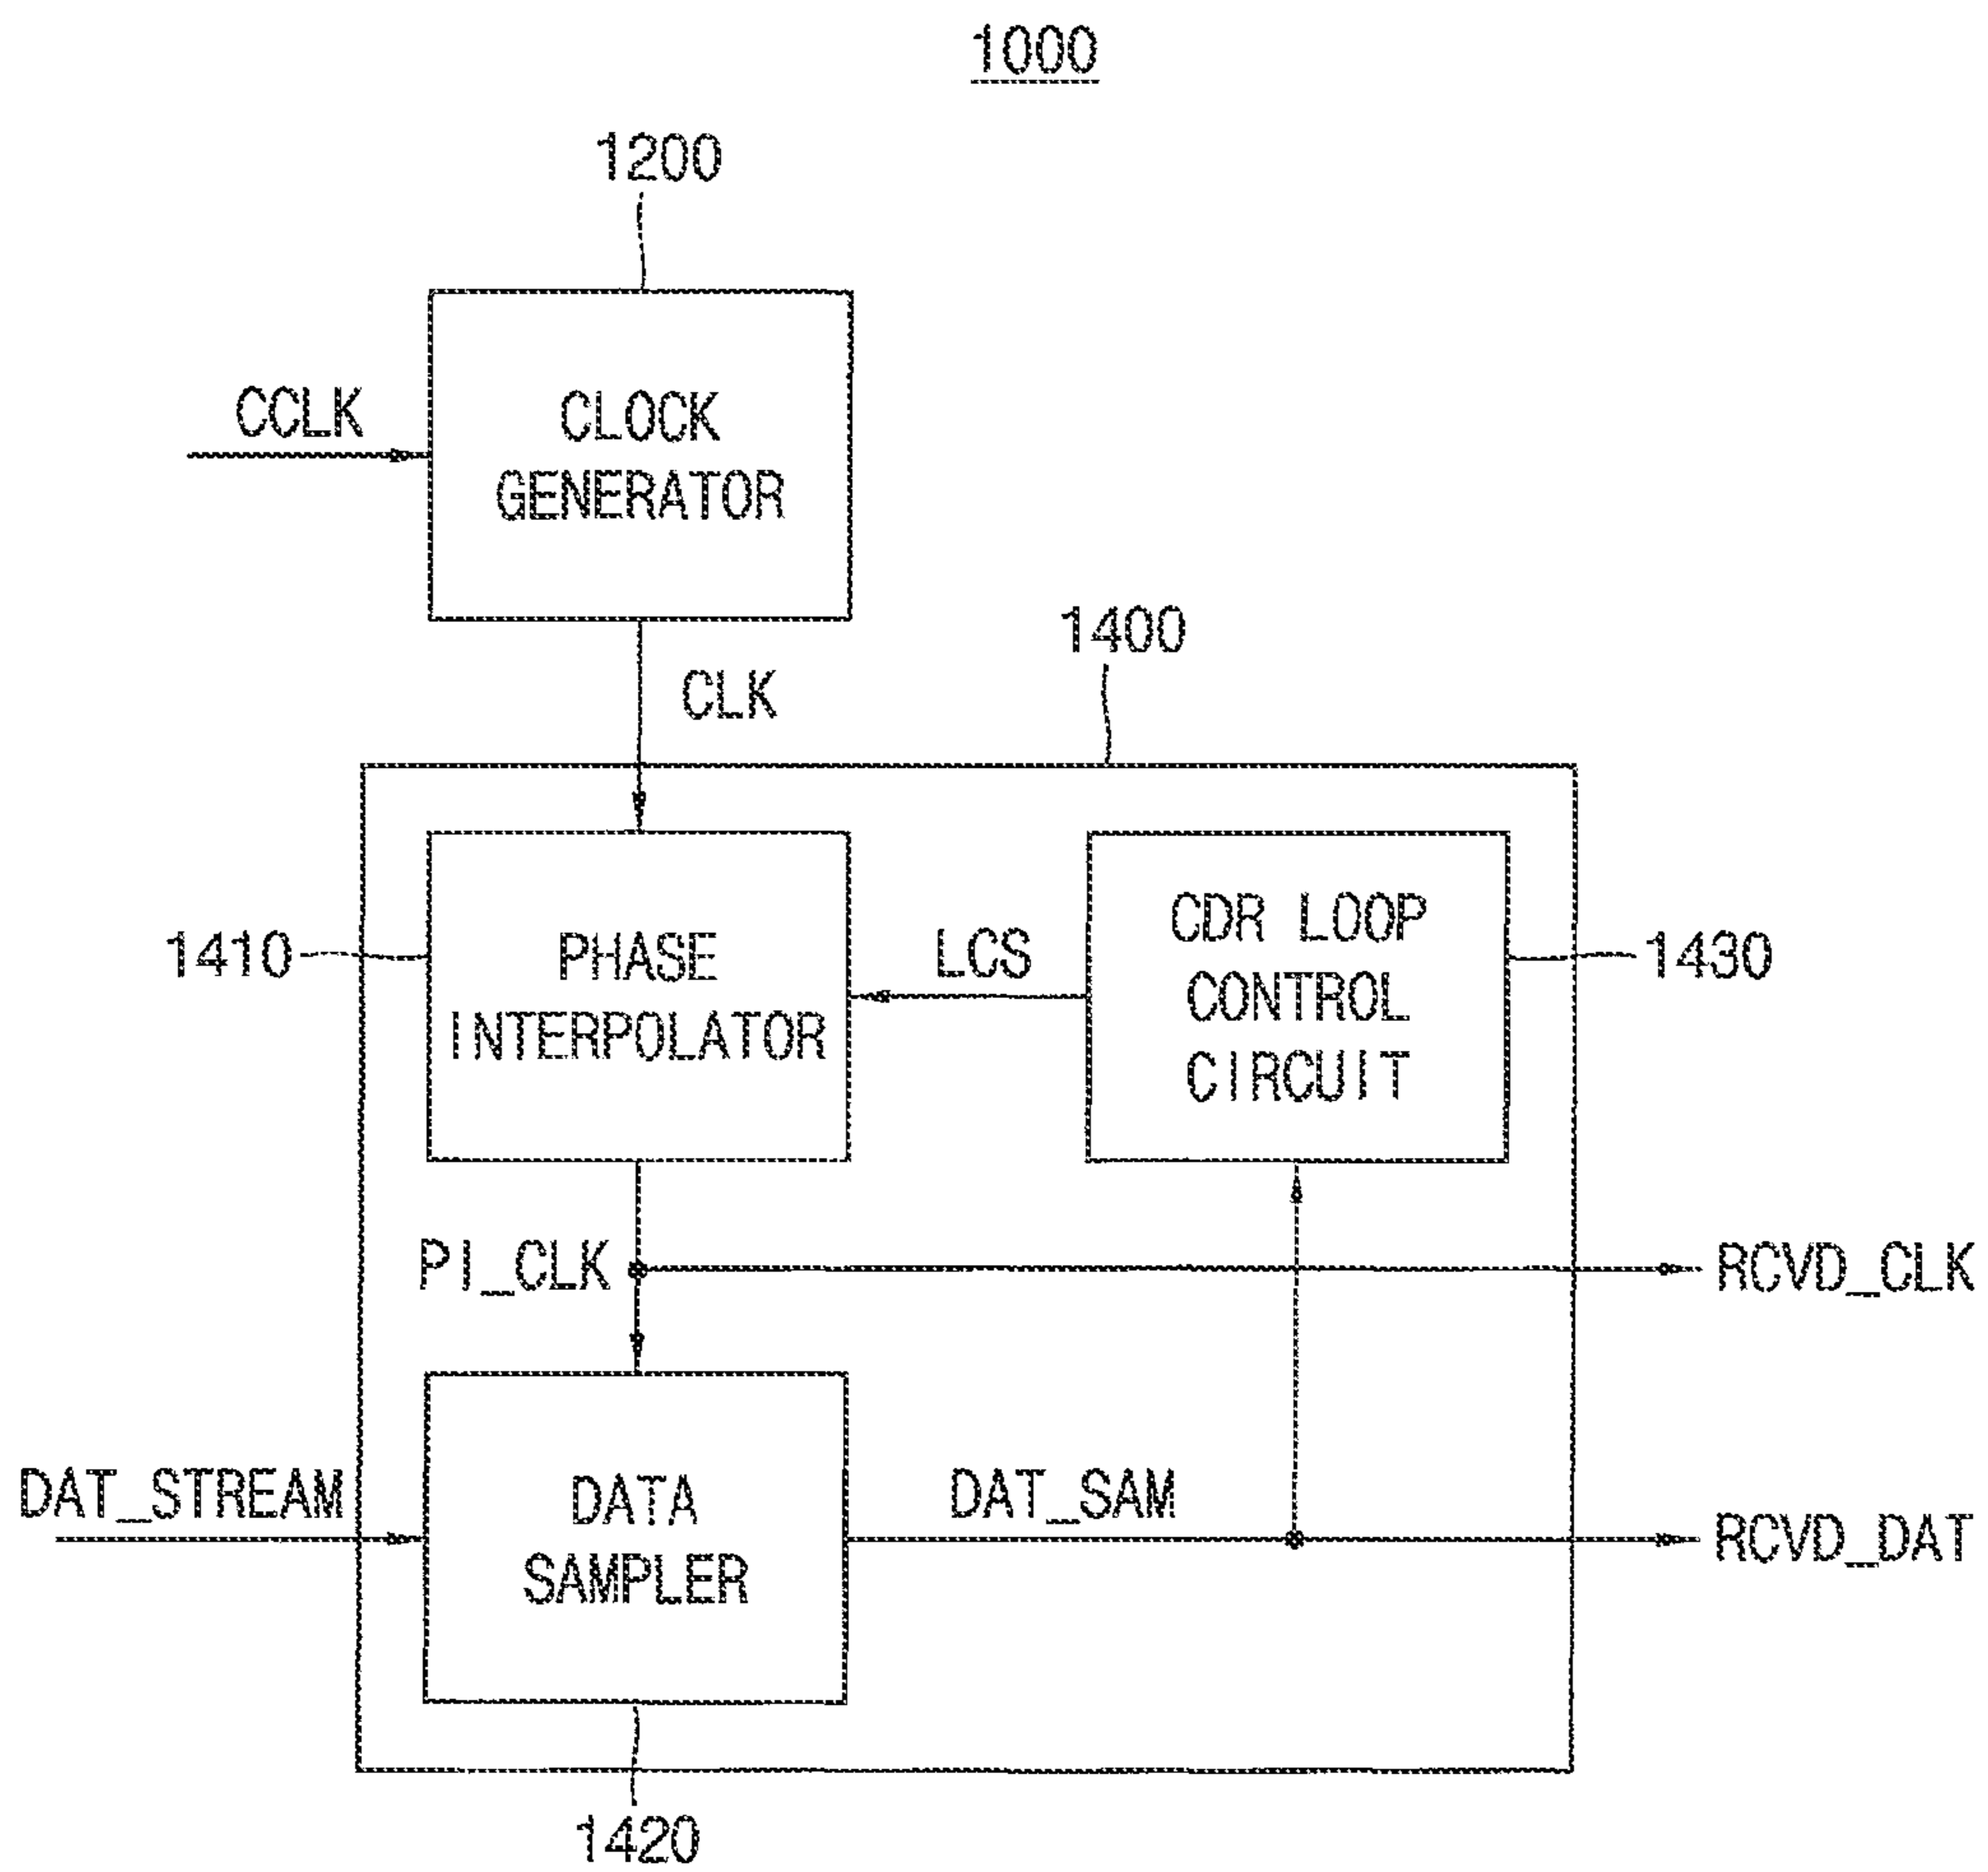 1000
1200
CCLK
CLOCK
GENERATOR
CLK
1400
1410
PHASE
INTERPOLATOR
LCS
CDR LOOP
CONTROL
CIRCUIT
1430
PI_CLK
RCVD_CLK
DAT_STREAM
DATA
SAMPLER
DAT_SAM
RCVD_DAT
1420